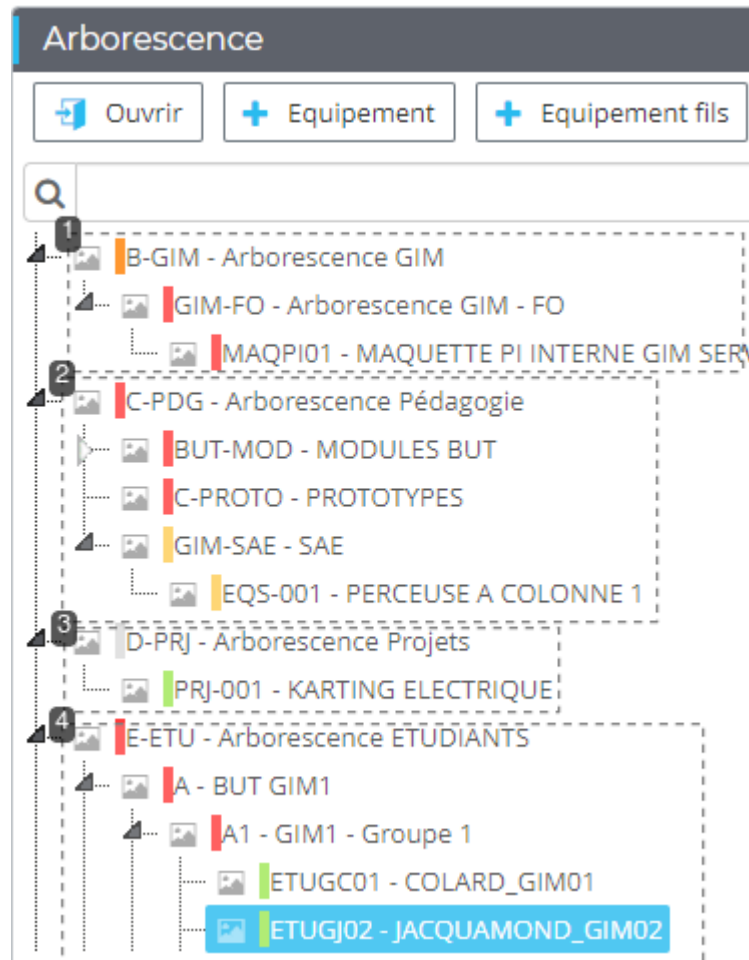 Arborescence
Ouvrir Equipement Equipement fils
1
B-GIM - Arborescence GIM
GIM-FO - Arborescence GIM - FO
MAQPI01 - MAQUETTE PI INTERNE GIM SERV
2
C-PDG - Arborescence Pédagogie
BUT-MOD - MODULES BUT
C-PROTO - PROTOTYPES
GIM-SAE - SAE
EQS-001 - PERCEUSE A COLONNE 1
3
D-PRJ - Arborescence Projets
PRJ-001 - KARTING ELECTRIQUE
4
E-ETU - Arborescence ETUDIANTS
A - BUT GIM1
A1 - GIM1 - Groupe 1
ETUGC01 - COLARD_GIM01
ETUGJ02 - JACQUAMOND_GIM02